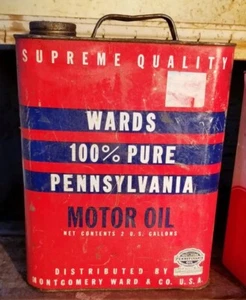 SUPREME QUALITY
WARDS
100% PURE
PENNSYLVANIA
MOTOR OIL
NET CONTENTS 2 U.S. GALLONS
DISTRIBUTED BY
MONTGOMERY WARD & CO. U.S.A.